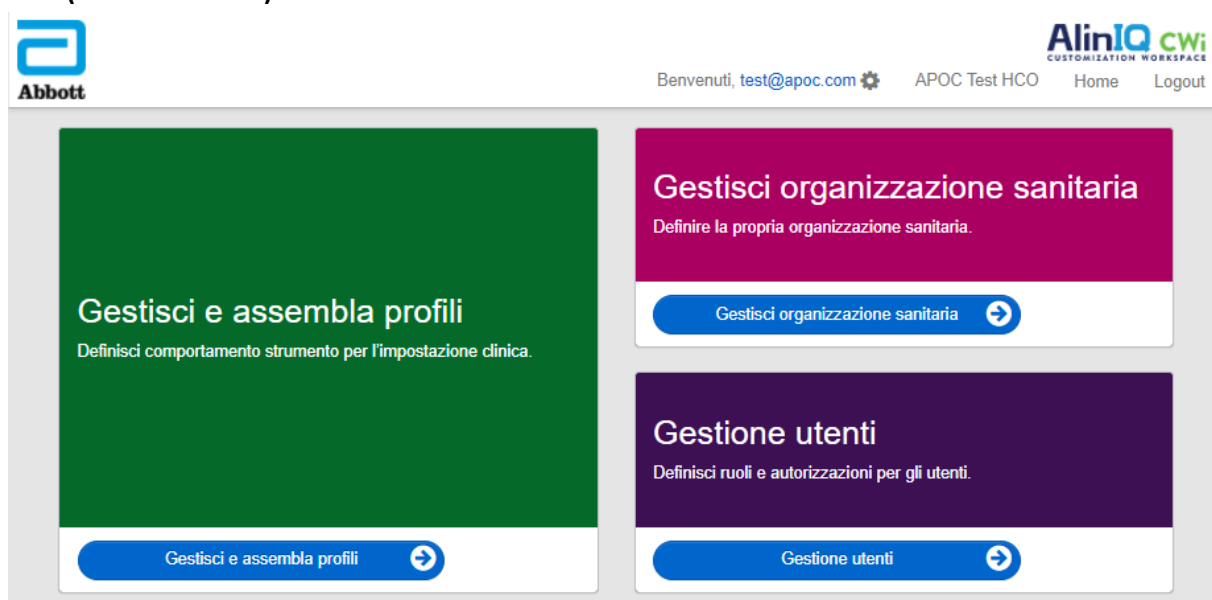 Abbott
AlinIQ CWi
CUSTOMIZATION WORKSPACE
Benvenuti, test@apoc.com APOC Test HCO Home Logout
Gestisci e assembla profili
Definisci comportamento strumento per l'impostazione clinica.
Gestisci e assembla profili
Gestisci organizzazione sanitaria
Definire la propria organizzazione sanitaria.
Gestisci organizzazione sanitaria
Gestione utenti
Definisci ruoli e autorizzazioni per gli utenti.
Gestione utenti